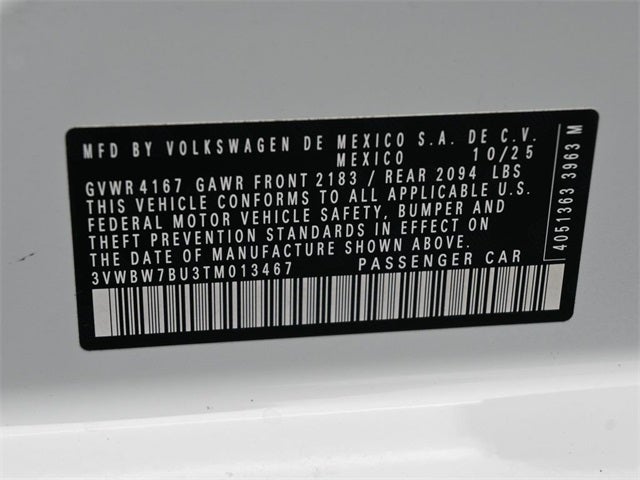 MFD BY VOLKSWAGEN DE MEXICO S.A. DE C.V.
MEXICO 10/25
GVWR 4167 GAWR FRONT 2183 / REAR 2094 LBS
THIS VEHICLE CONFORMS TO ALL APPLICABLE U.S.
FEDERAL MOTOR VEHICLE SAFETY, BUMPER AND
THEFT PREVENTION STANDARDS IN EFFECT ON
THE DATE OF MANUFACTURE SHOWN ABOVE.
3VWBW7BU3TM013467 PASSENGER CAR
4051363 3963 M